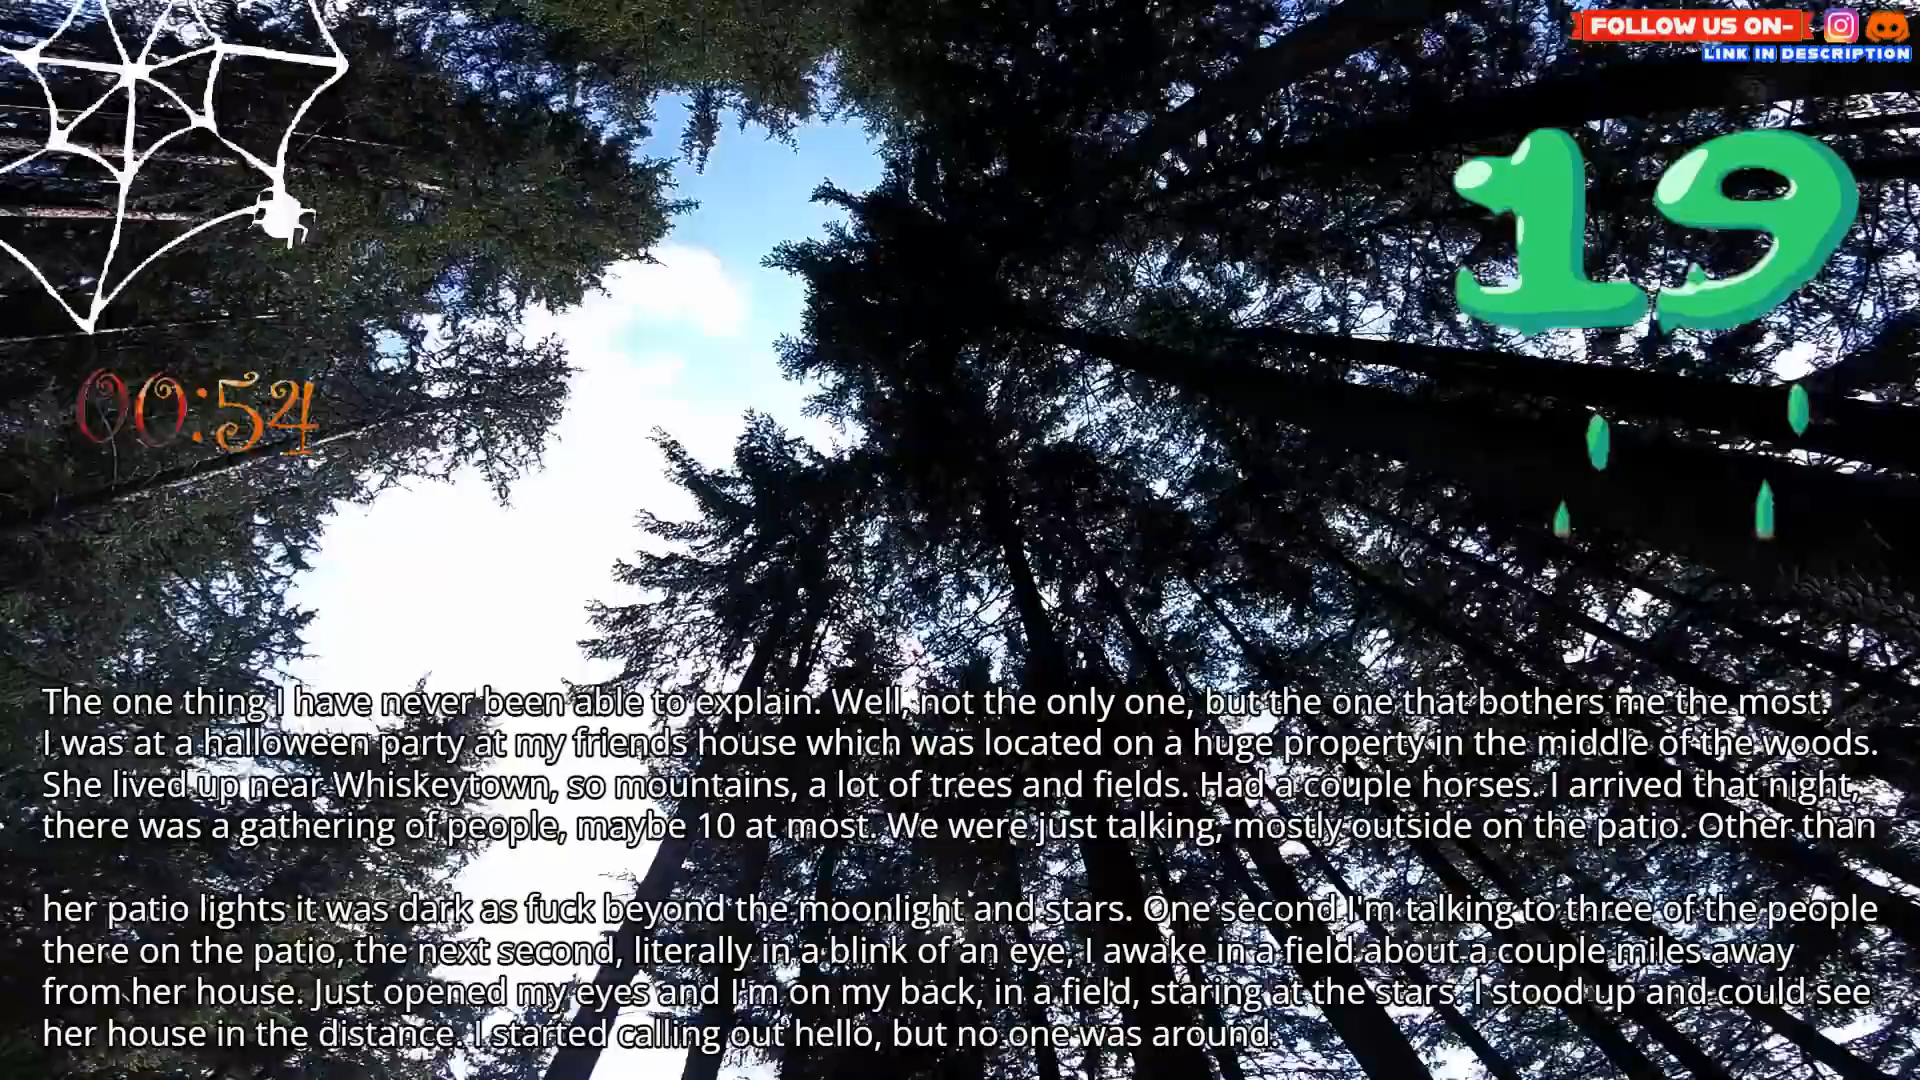 FOLLOW US ON-
LINK IN DESCRIPTION
19
00:54
The one thing I have never been able to explain. Well, not the only one, but the one that bothers me the most.
I was at a halloween party at my friends house which was located on a huge property in the middle of the woods.
She lived up near Whiskeytown, so mountains, a lot of trees and fields. Had a couple horses. I arrived that night,
there was a gathering of people, maybe 10 at most. We were just talking, mostly outside on the patio. Other than
her patio lights it was dark as fuck beyond the moonlight and stars. One second I'm talking to three of the people
there on the patio, the next second, literally in a blink of an eye, I awake in a field about a couple miles away
from her house. Just opened my eyes and I'm on my back, in a field, staring at the stars. I stood up and could see
her house in the distance. I started calling out hello, but no one was around.